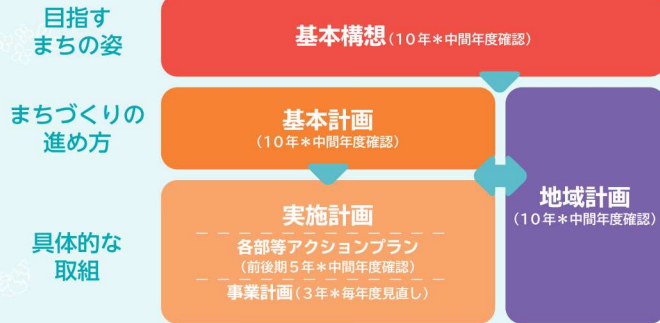 目指す
まちの姿
基本構想(10年＊中間年度確認)
まちづくりの
進め方
基本計画
(10年＊中間年度確認)
地域計画
(10年＊中間年度確認)
具体的な
取組
実施計画
各部等アクションプラン
(前後期5年＊中間年度確認)
事業計画(3年＊毎年度見直し)